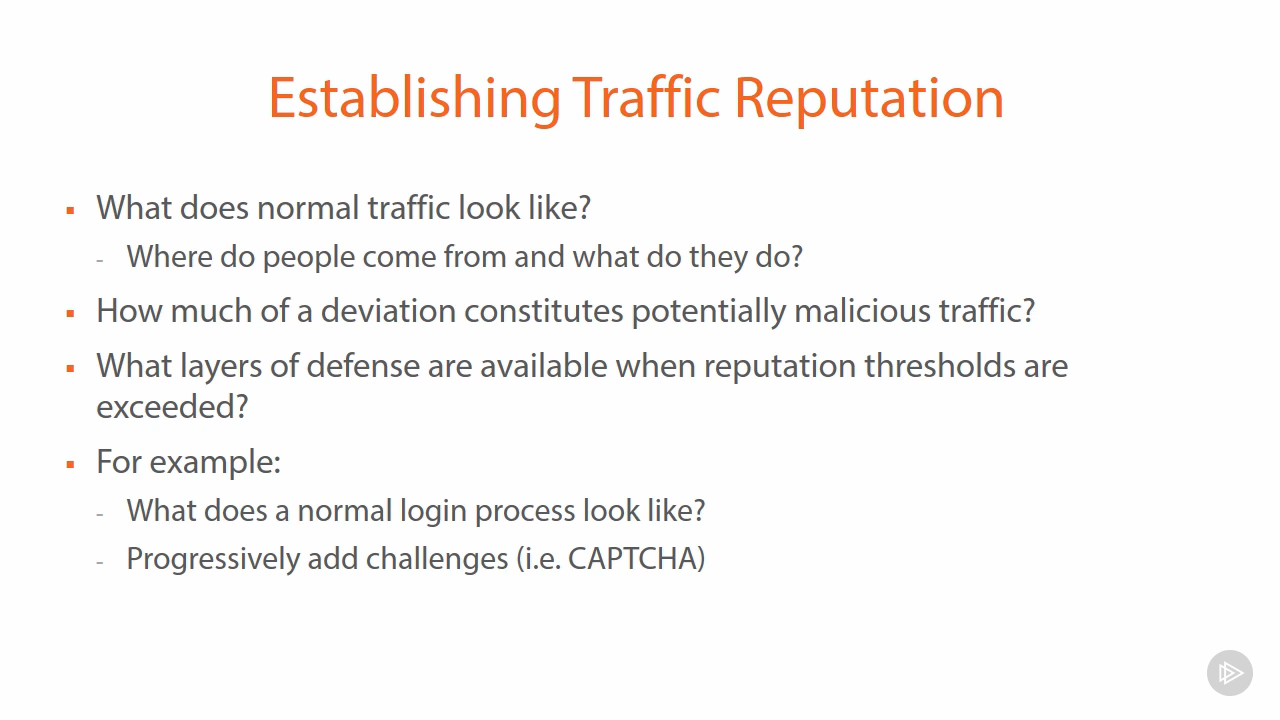 Establishing Traffic Reputation
▪ What does normal traffic look like?
- Where do people come from and what do they do?
▪ How much of a deviation constitutes potentially malicious traffic?
▪ What layers of defense are available when reputation thresholds are
exceeded?
▪ For example:
- What does a normal login process look like?
- Progressively add challenges (i.e. CAPTCHA)